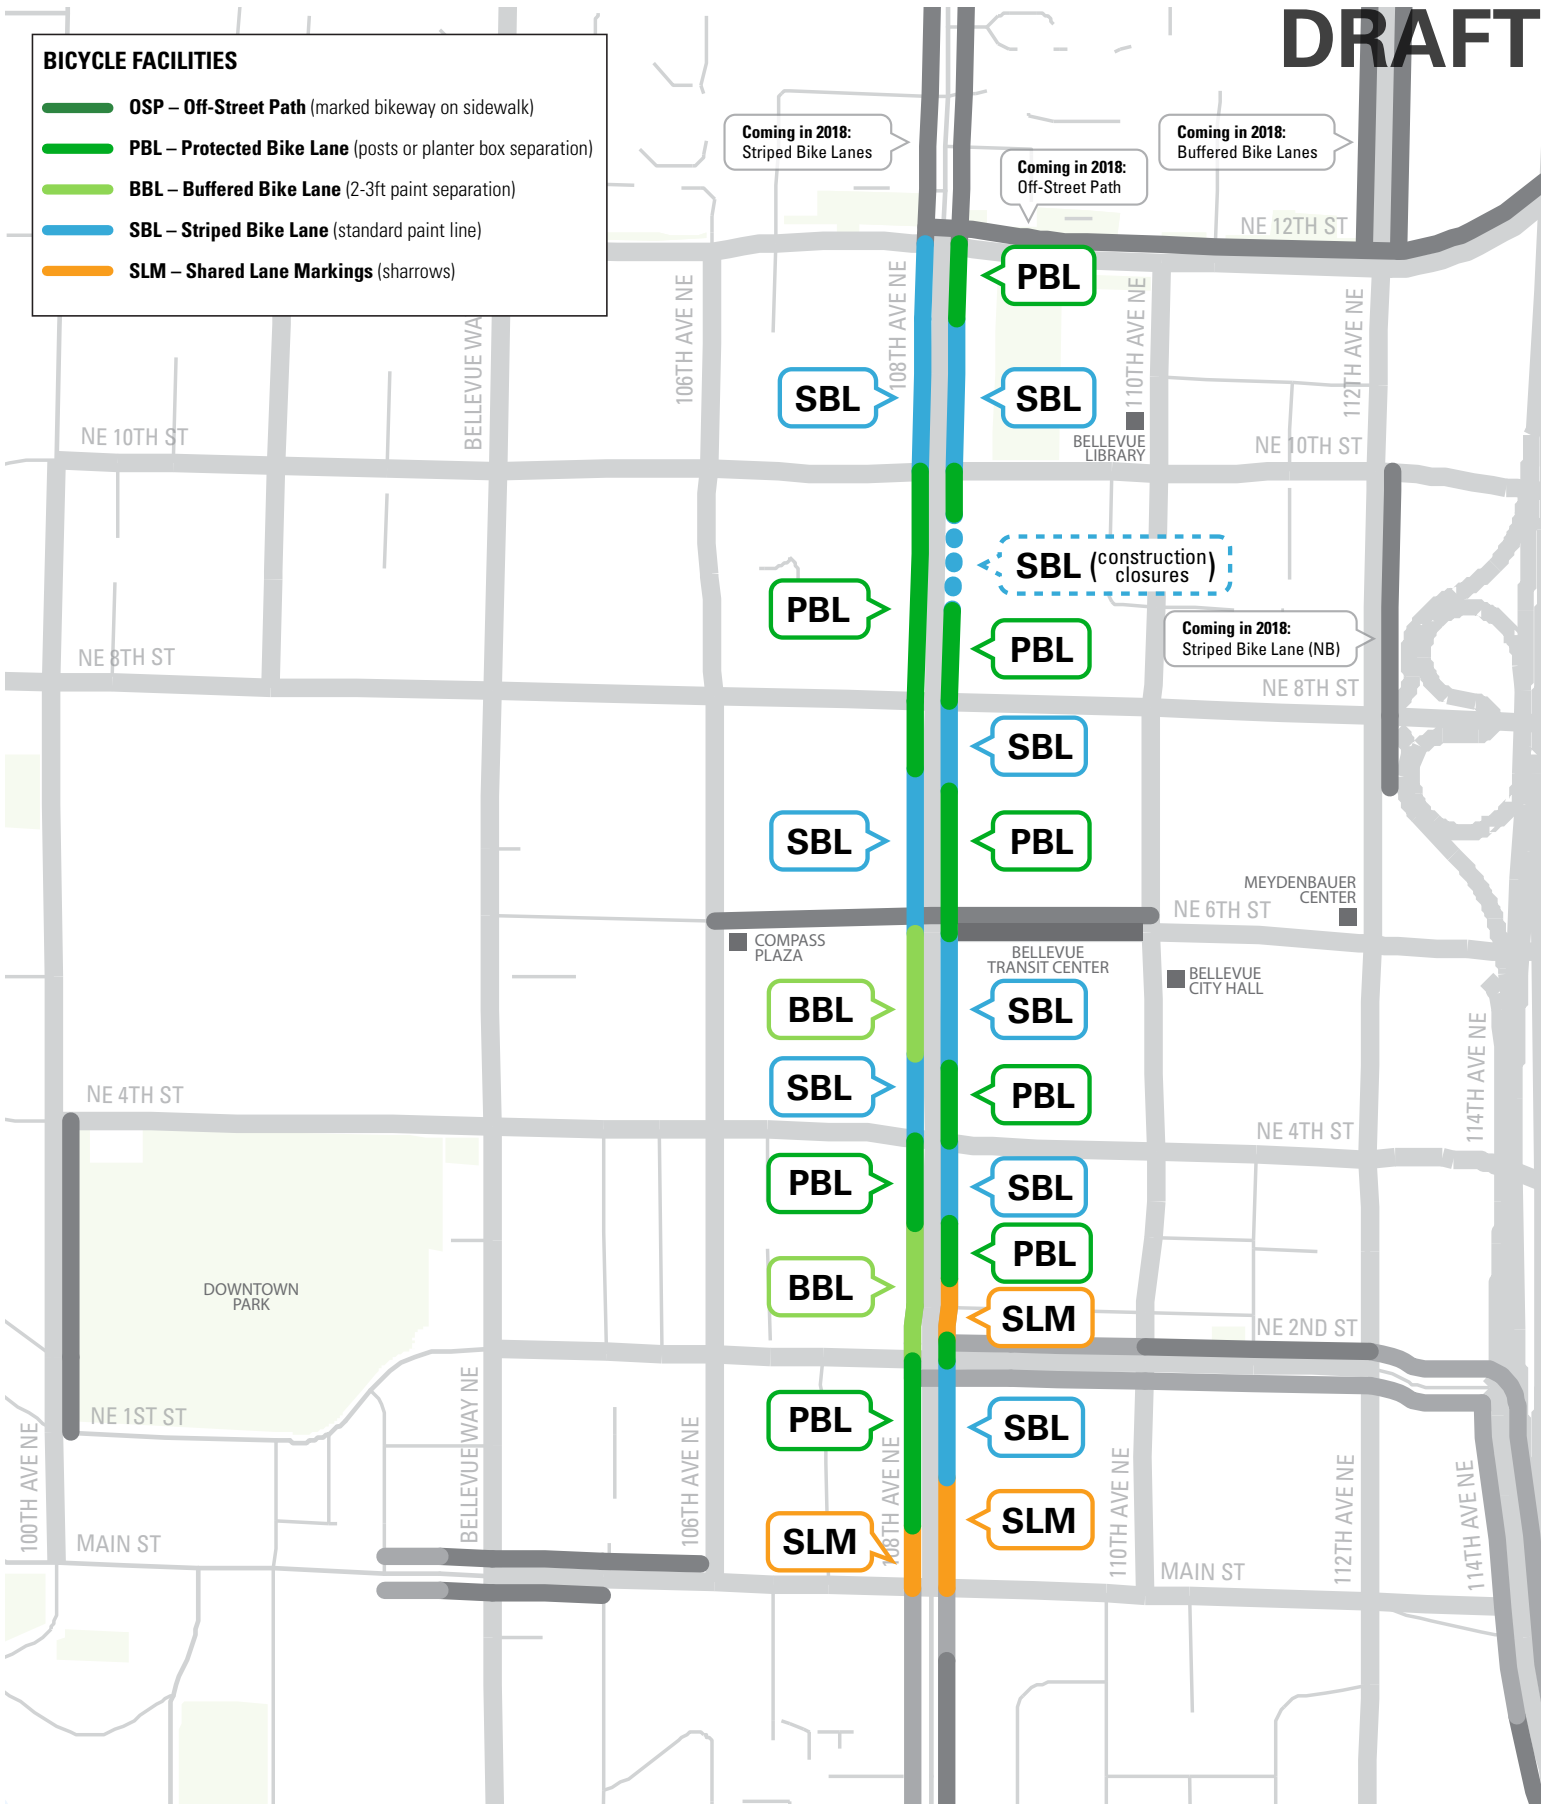 DRAFT
BICYCLE FACILITIES
OSP – Off-Street Path (marked bikeway on sidewalk)
PBL – Protected Bike Lane (posts or planter box separation)
BBL – Buffered Bike Lane (2-3ft paint separation)
SBL – Striped Bike Lane (standard paint line)
SLM – Shared Lane Markings (sharrows)
Coming in 2018:
Striped Bike Lanes
Coming in 2018:
Off-Street Path
Coming in 2018:
Buffered Bike Lanes
NE 12TH ST
PBL
106TH AVE NE
108TH AVE NE
110TH AVE NE
112TH AVE NE
BELLEVUE WA
SBL
SBL
BELLEVUE
LIBRARY
NE 10TH ST
NE 10TH ST
SBL (construction
closures)
PBL
PBL
Coming in 2018:
Striped Bike Lane (NB)
NE 8TH ST
NE 8TH ST
SBL
SBL
PBL
MEYDENBAUER
CENTER
NE 6TH ST
COMPASS
PLAZA
BELLEVUE
TRANSIT CENTER
BELLEVUE
CITY HALL
BBL
SBL
SBL
PBL
114TH AVE NE
NE 4TH ST
NE 4TH ST
PBL
SBL
PBL
BBL
DOWNTOWN
PARK
SLM
NE 2ND ST
NE 1ST ST
PBL
SBL
100TH AVE NE
BELLEVUE WAY NE
106TH AVE NE
108TH AVE NE
110TH AVE NE
112TH AVE NE
114TH AVE NE
SLM
SLM
MAIN ST
MAIN ST